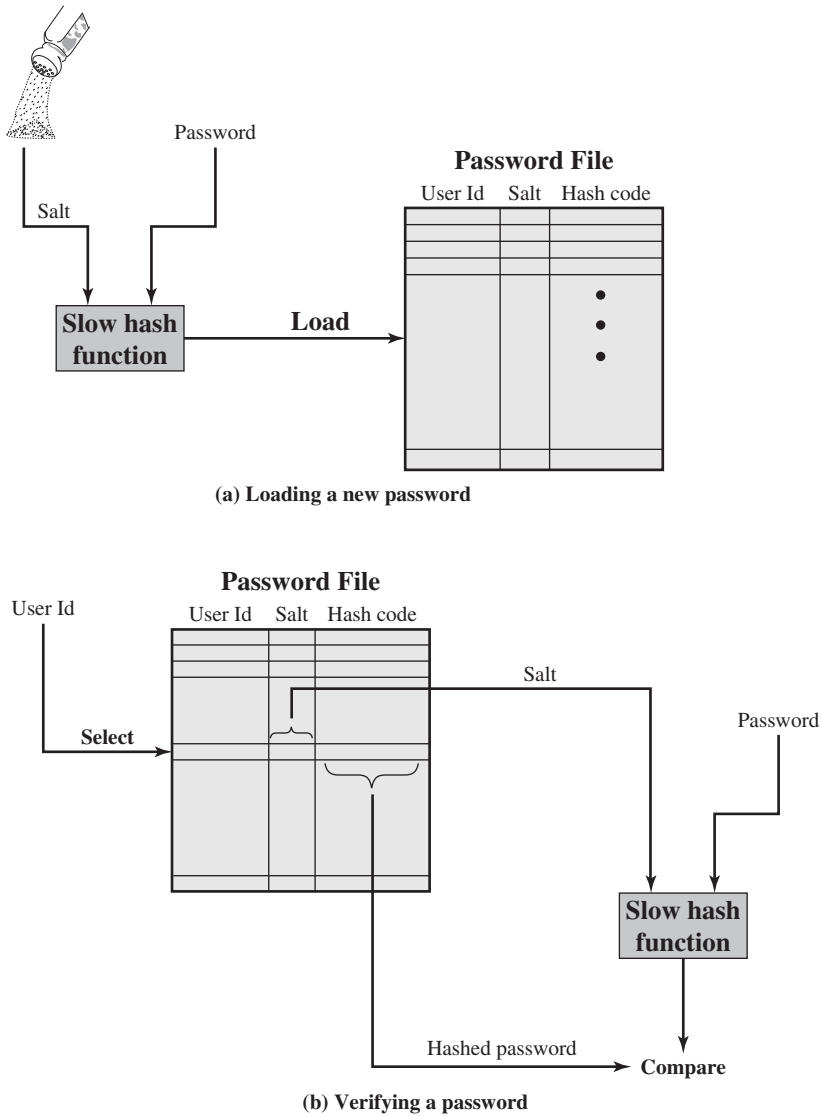 Password
Salt
Password File
User Id Salt Hash code
Slow hash
function
Load
(a) Loading a new password
Password File
User Id
User Id Salt Hash code
Salt
Select
Password
Slow hash
function
Hashed password
Compare
(b) Verifying a password